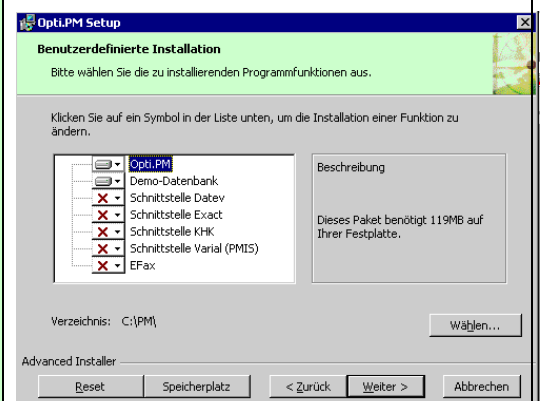 Opti.PM Setup
Benutzerdefinierte Installation
Bitte wählen Sie die zu installierenden Programmfunktionen aus.
Klicken Sie auf ein Symbol in der Liste unten, um die Installation einer Funktion zu
ändern.
Opti.PM
Demo-Datenbank
Schnittstelle Datev
Schnittstelle Exact
Schnittstelle KHK
Schnittstelle Varial (PMIS)
EFax
Beschreibung
Dieses Paket benötigt 119MB auf
Ihrer Festplatte.
Verzeichnis: C:\PM\
Wählen...
Advanced Installer
Reset
Speicherplatz
< Zurück
Weiter >
Abbrechen